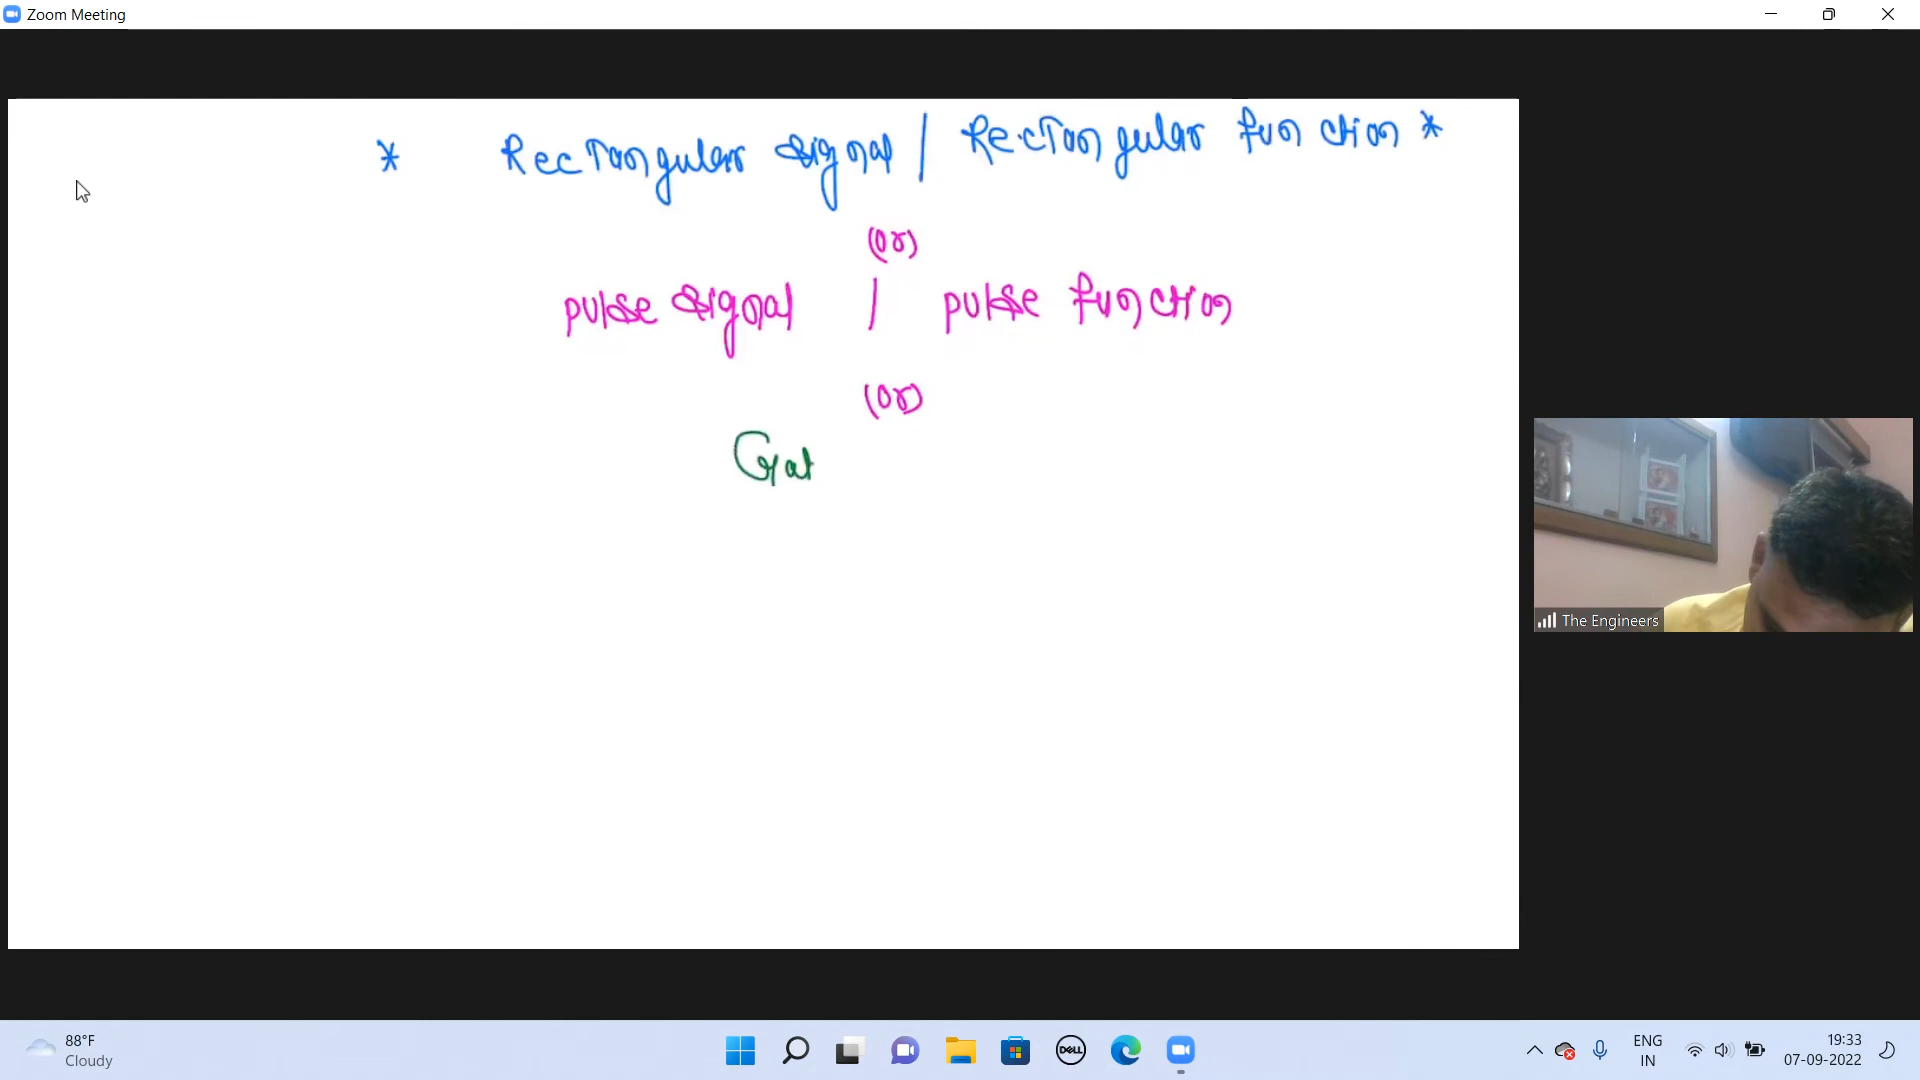 Zoom Meeting
* Rectangular signal / Rectangular function *
(or)
pulse signal / pulse function
(or)
Gat
The Engineers
88°F
Cloudy
DELL
ENG
IN
19:33
07-09-2022